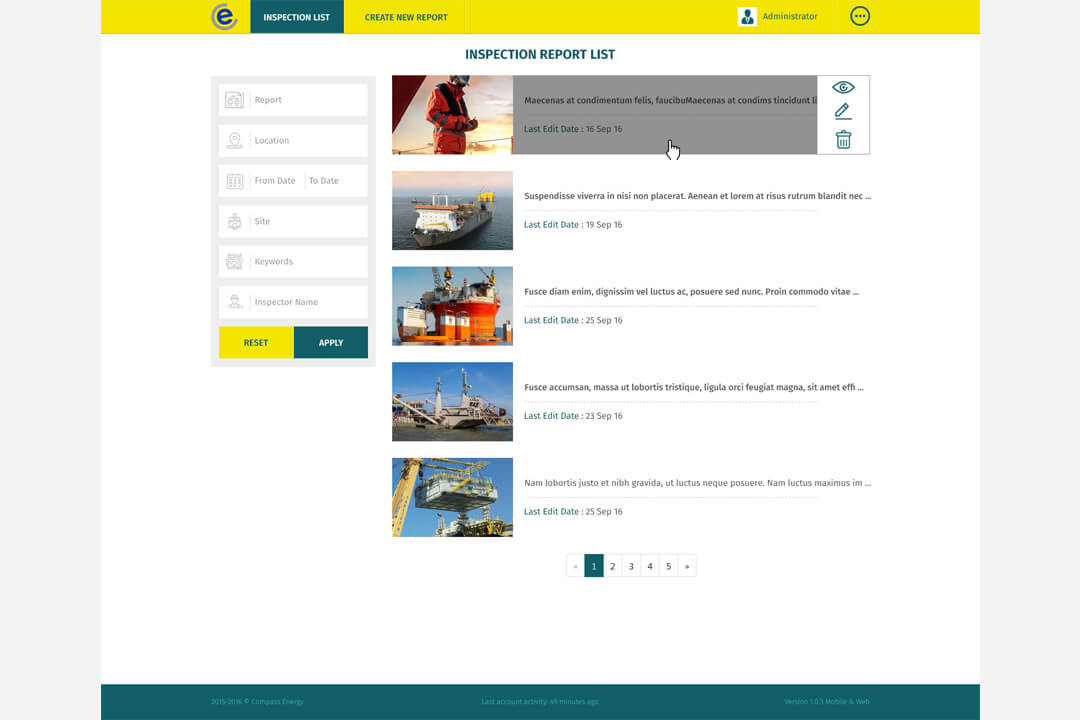 e
INSPECTION LIST
CREATE NEW REPORT
Administrator
INSPECTION REPORT LIST
Report
Location
From Date
To Date
Site
Keywords
Inspector Name
RESET
APPLY
Maecenas at condimentum felis, faucibuMaecenas at condims tincidunt li
Last Edit Date : 16 Sep 16
Suspendisse viverra in nisi non placerat. Aenean et lorem at risus rutrum blandit nec ...
Last Edit Date : 19 Sep 16
Fusce diam enim, dignissim vel luctus ac, posuere sed nunc. Proin commodo vitae ...
Last Edit Date : 25 Sep 16
Fusce accumsan, massa ut lobortis tristique, ligula orci feugiat magna, sit amet effi ...
Last Edit Date : 23 Sep 16
Nam lobortis justo et nibh gravida, ut luctus neque posuere. Nam luctus maximus im ...
Last Edit Date : 25 Sep 16
« 1 2 3 4 5 »
2015-2016 © Compass Energy
Last account activity: 49 minutes ago
Version 1.0.3 Mobile & Web